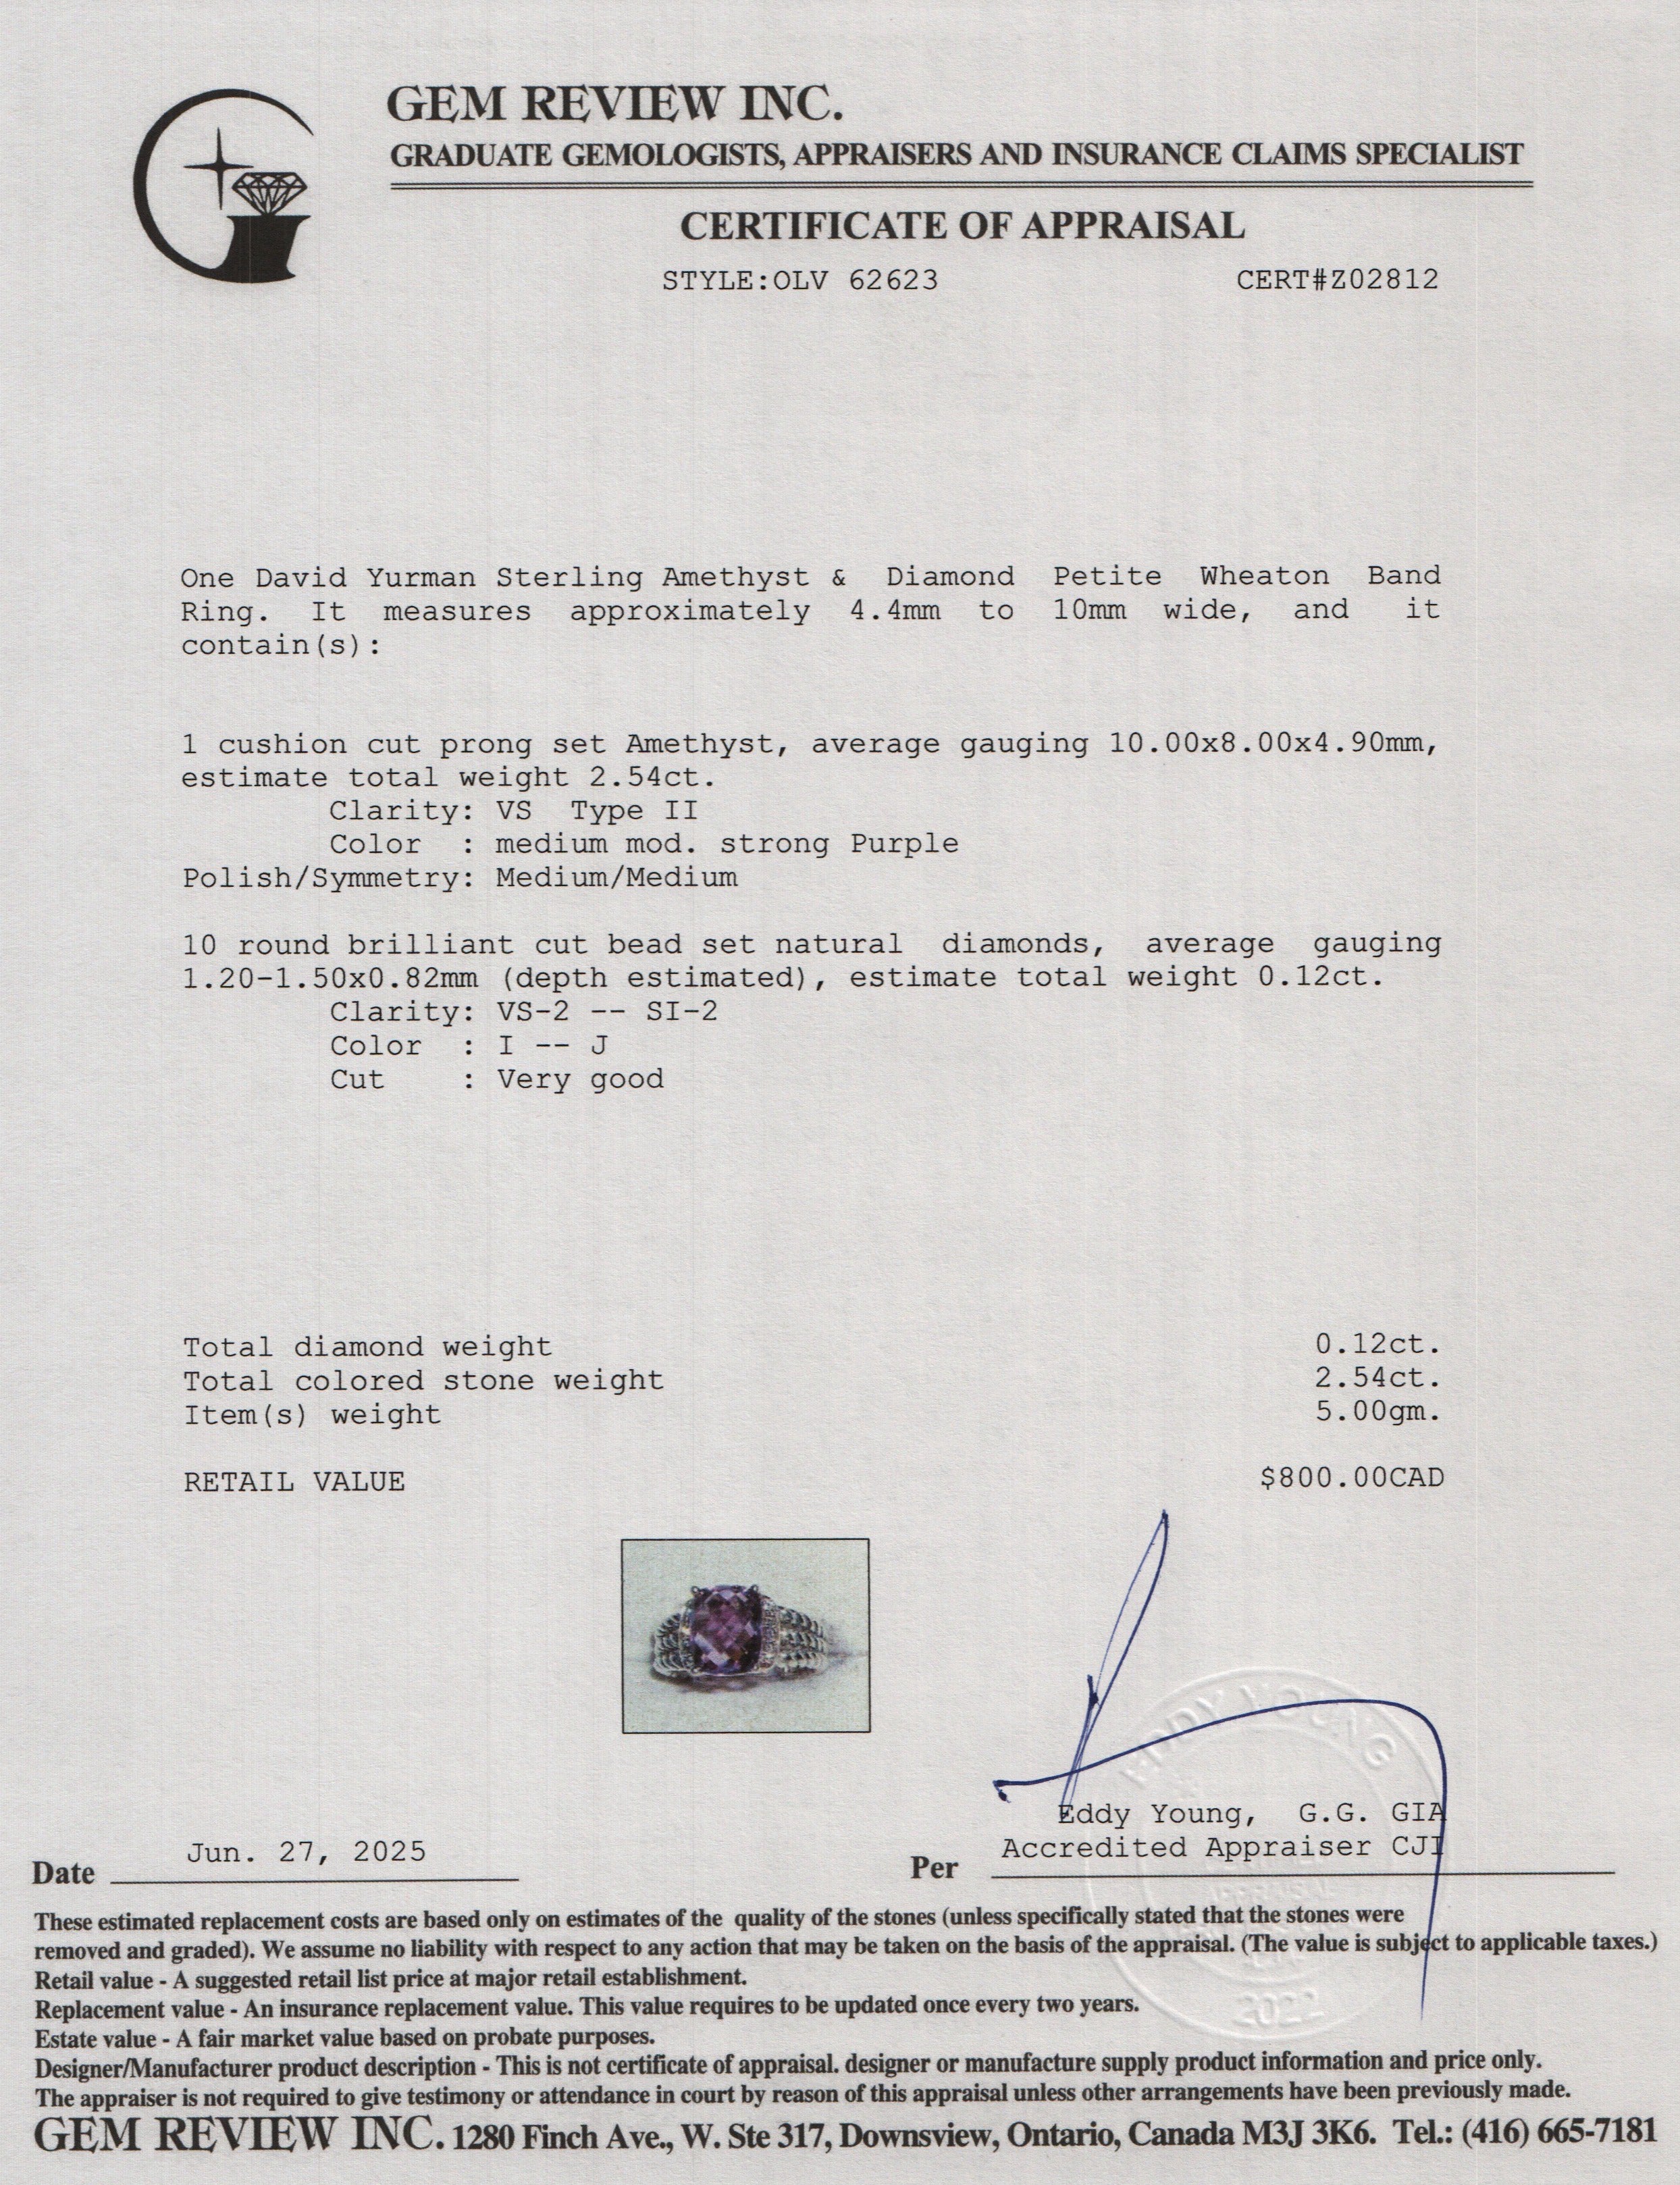 GEM REVIEW INC.
GRADUATE GEMOLOGISTS, APPRAISERS AND INSURANCE CLAIMS SPECIALIST
CERTIFICATE OF APPRAISAL
STYLE:OLV 62623 CERT#Z02812
One David Yurman Sterling Amethyst & Diamond Petite Wheaton Band
Ring. It measures approximately 4.4mm to 10mm wide, and it
contain(s):
1 cushion cut prong set Amethyst, average gauging 10.00x8.00x4.90mm,
estimate total weight 2.54ct.
Clarity: VS Type II
Color : medium mod. strong Purple
Polish/Symmetry: Medium/Medium
10 round brilliant cut bead set natural diamonds, average gauging
1.20-1.50x0.82mm (depth estimated), estimate total weight 0.12ct.
Clarity: VS-2 -- SI-2
Color : I -- J
Cut : Very good
Total diamond weight 0.12ct.
Total colored stone weight 2.54ct.
Item(s) weight 5.00gm.
RETAIL VALUE $800.00CAD
EDDY YOUNG
Eddy Young, G.G. GIA
Accredited Appraiser CJI
Date Jun. 27, 2025 Per
2022
These estimated replacement costs are based only on estimates of the quality of the stones (unless specifically stated that the stones were
removed and graded). We assume no liability with respect to any action that may be taken on the basis of the appraisal. (The value is subject to applicable taxes.)
Retail value - A suggested retail list price at major retail establishment.
Replacement value - An insurance replacement value. This value requires to be updated once every two years.
Estate value - A fair market value based on probate purposes.
Designer/Manufacturer product description - This is not certificate of appraisal. designer or manufacture supply product information and price only.
The appraiser is not required to give testimony or attendance in court by reason of this appraisal unless other arrangements have been previously made.
GEM REVIEW INC. 1280 Finch Ave., W. Ste 317, Downsview, Ontario, Canada M3J 3K6. Tel.: (416) 665-7181